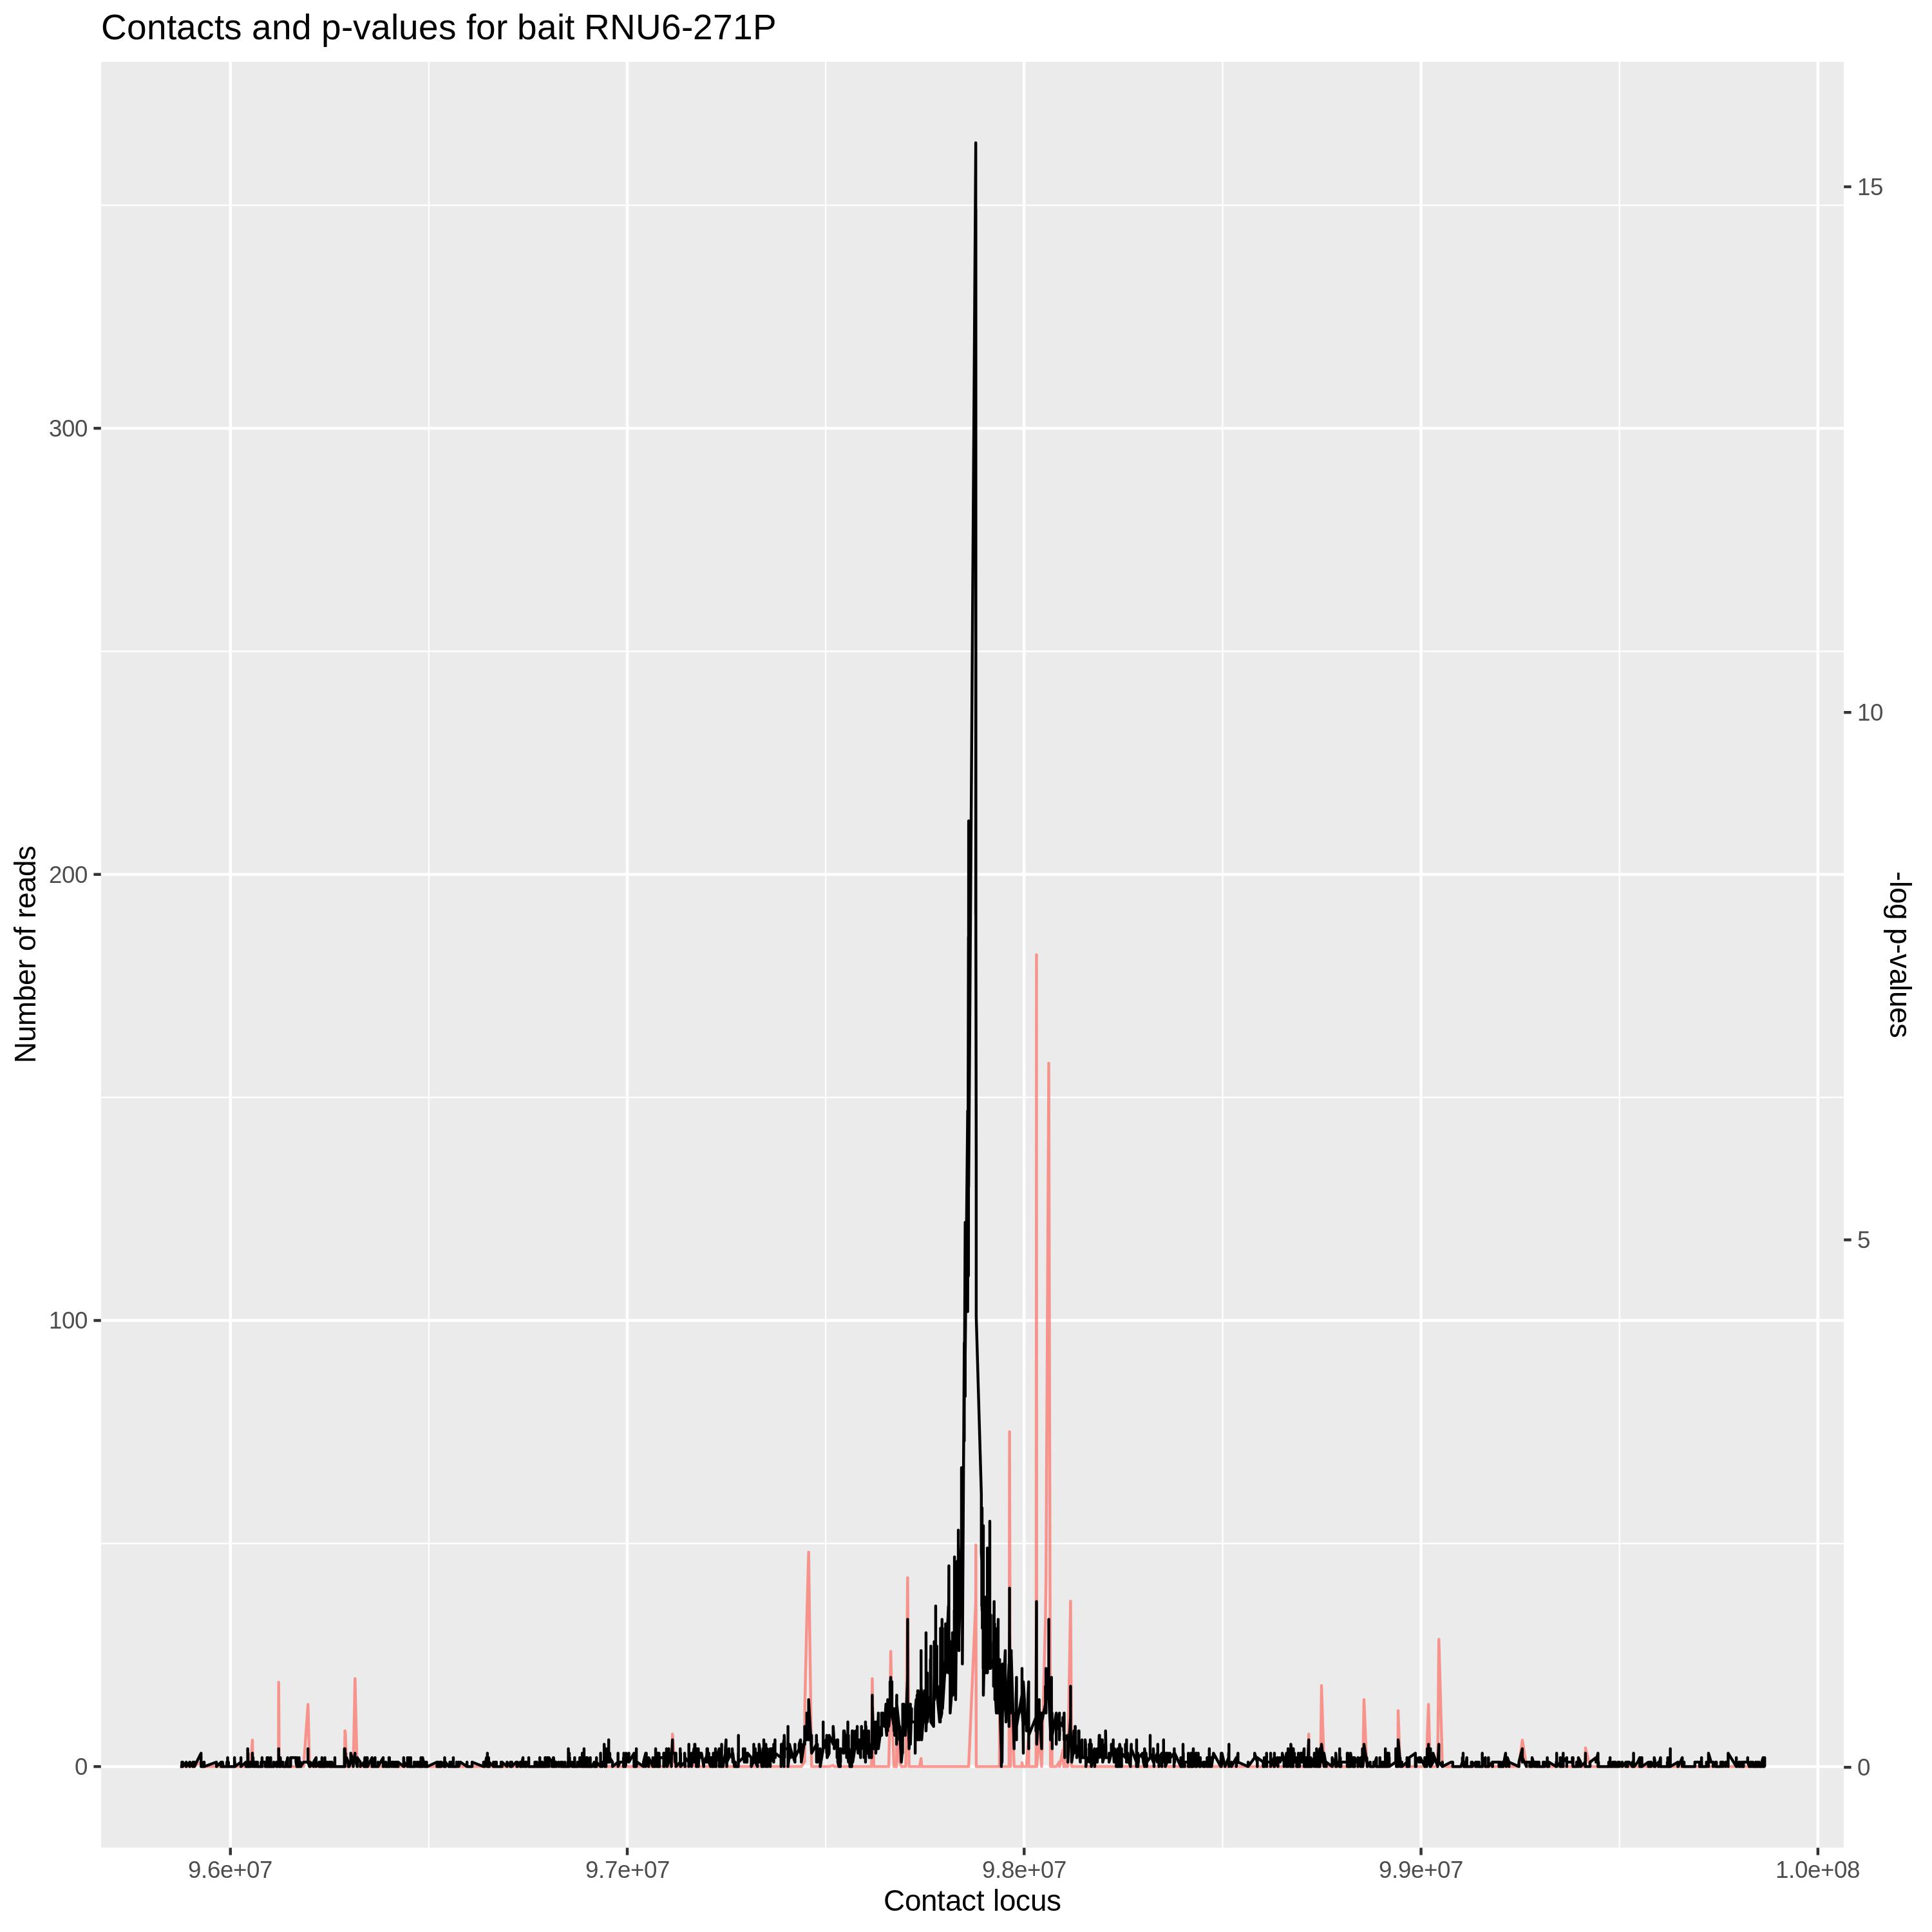 Contacts and p-values for bait RNU6-271P
15
300
10
200
Number of reads
-log p-values
5
100
0
0
9.6e+07 9.7e+07 9.8e+07 9.9e+07 1.0e+08
Contact locus